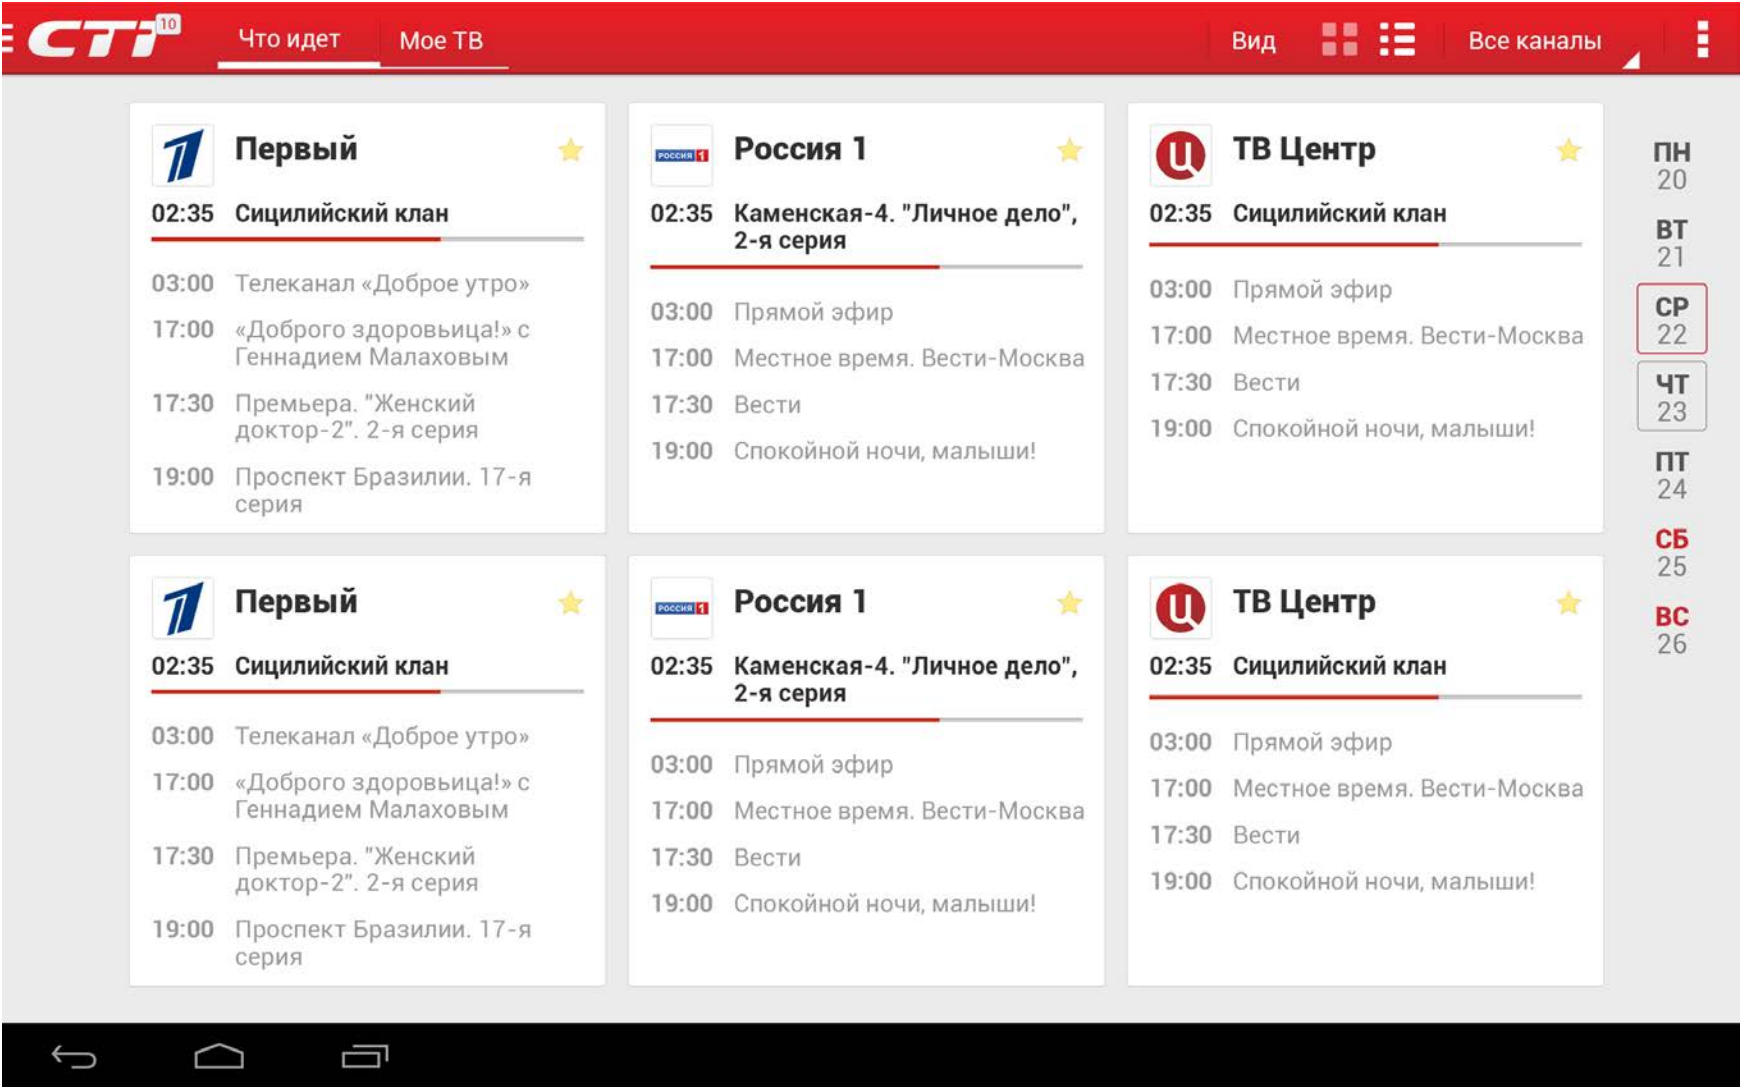 СТi 10 Что идет Мое ТВ Вид Все каналы
Первый
02:35 Сицилийский клан
03:00 Телеканал «Доброе утро»
17:00 «Доброго здоровьица!» с
Геннадием Малаховым
17:30 Премьера. "Женский
доктор-2". 2-я серия
19:00 Проспект Бразилии. 17-я
серия
РОССИЯ 1 Россия 1
02:35 Каменская-4. "Личное дело",
2-я серия
03:00 Прямой эфир
17:00 Местное время. Вести-Москва
17:30 Вести
19:00 Спокойной ночи, малыши!
Ц ТВ Центр
02:35 Сицилийский клан
03:00 Прямой эфир
17:00 Местное время. Вести-Москва
17:30 Вести
19:00 Спокойной ночи, малыши!
Первый
02:35 Сицилийский клан
03:00 Телеканал «Доброе утро»
17:00 «Доброго здоровьица!» с
Геннадием Малаховым
17:30 Премьера. "Женский
доктор-2". 2-я серия
19:00 Проспект Бразилии. 17-я
серия
РОССИЯ 1 Россия 1
02:35 Каменская-4. "Личное дело",
2-я серия
03:00 Прямой эфир
17:00 Местное время. Вести-Москва
17:30 Вести
19:00 Спокойной ночи, малыши!
Ц ТВ Центр
02:35 Сицилийский клан
03:00 Прямой эфир
17:00 Местное время. Вести-Москва
17:30 Вести
19:00 Спокойной ночи, малыши!
ПН
20
ВТ
21
СР
22
ЧТ
23
ПТ
24
СБ
25
ВС
26